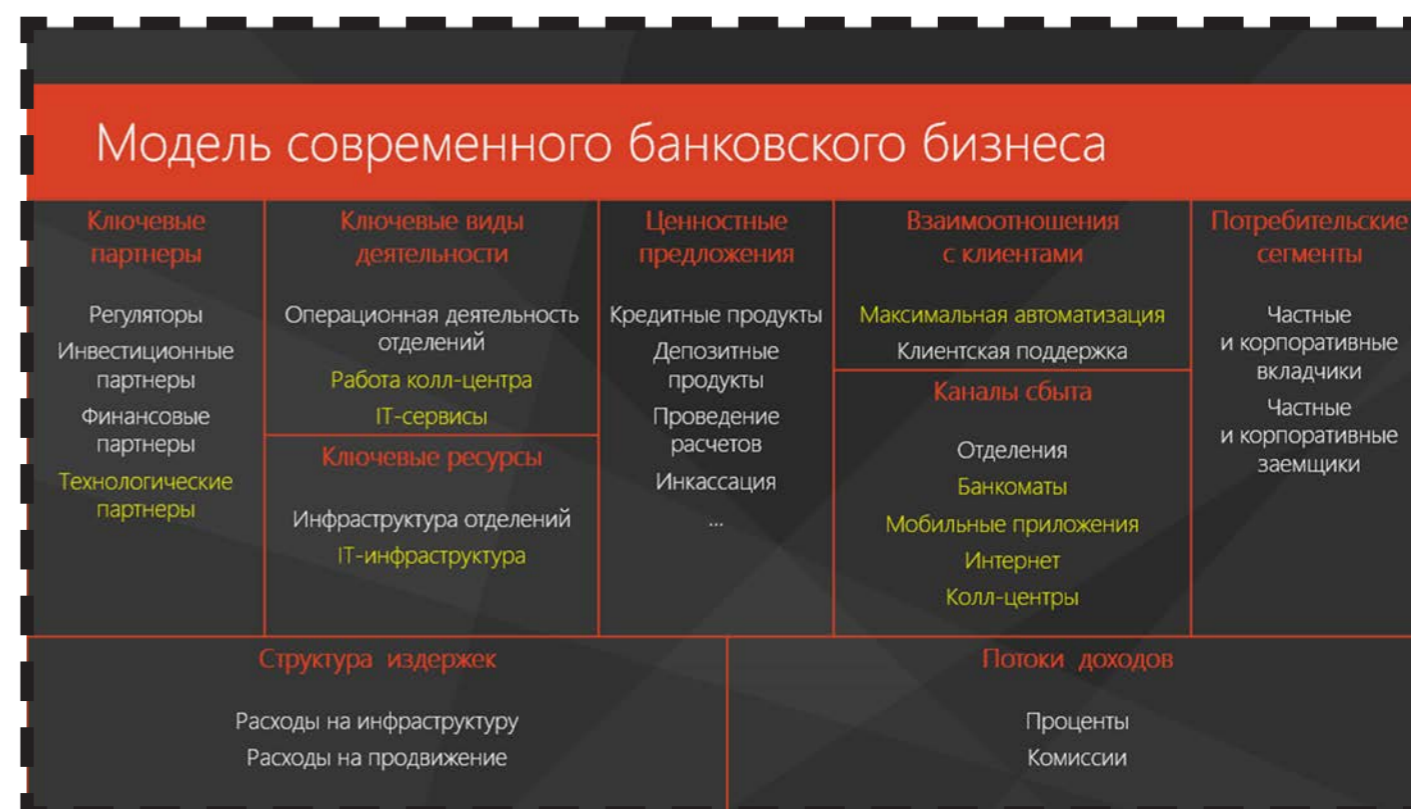 Модель современного банковского бизнеса
Ключевые
партнеры
Регуляторы
Инвестиционные
партнеры
Финансовые
партнеры
Технологические
партнеры
Ключевые виды
деятельности
Операционная деятельность
отделений
Работа колл-центра
IT-сервисы
Ключевые ресурсы
Инфраструктура отделений
IT-инфраструктура
Ценностные
предложения
Кредитные продукты
Депозитные
продукты
Проведение
расчетов
Инкассация
...
Взаимоотношения
с клиентами
Максимальная автоматизация
Клиентская поддержка
Каналы сбыта
Отделения
Банкоматы
Мобильные приложения
Интернет
Колл-центры
Потребительские
сегменты
Частные
и корпоративные
вкладчики
Частные
и корпоративные
заемщики
Структура издержек
Расходы на инфраструктуру
Расходы на продвижение
Потоки доходов
Проценты
Комиссии